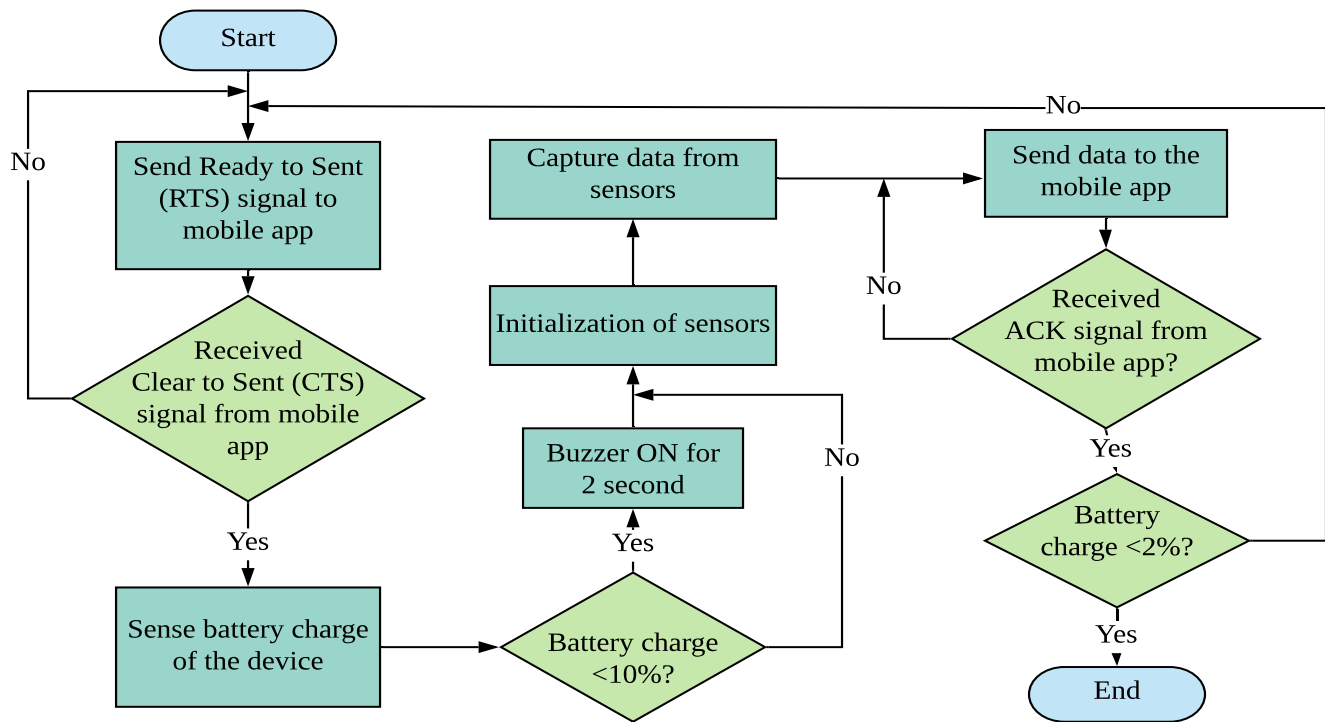 Start
No
Send Ready to Sent
(RTS) signal to
mobile app
Received
Clear to Sent (CTS)
signal from mobile
app
Yes
Sense battery charge
of the device
Battery charge
<10%?
Yes
No
Buzzer ON for
2 second
Initialization of sensors
Capture data from
sensors
Send data to the
mobile app
Received
ACK signal from
mobile app?
No
Yes
Battery
charge <2%?
No
Yes
End